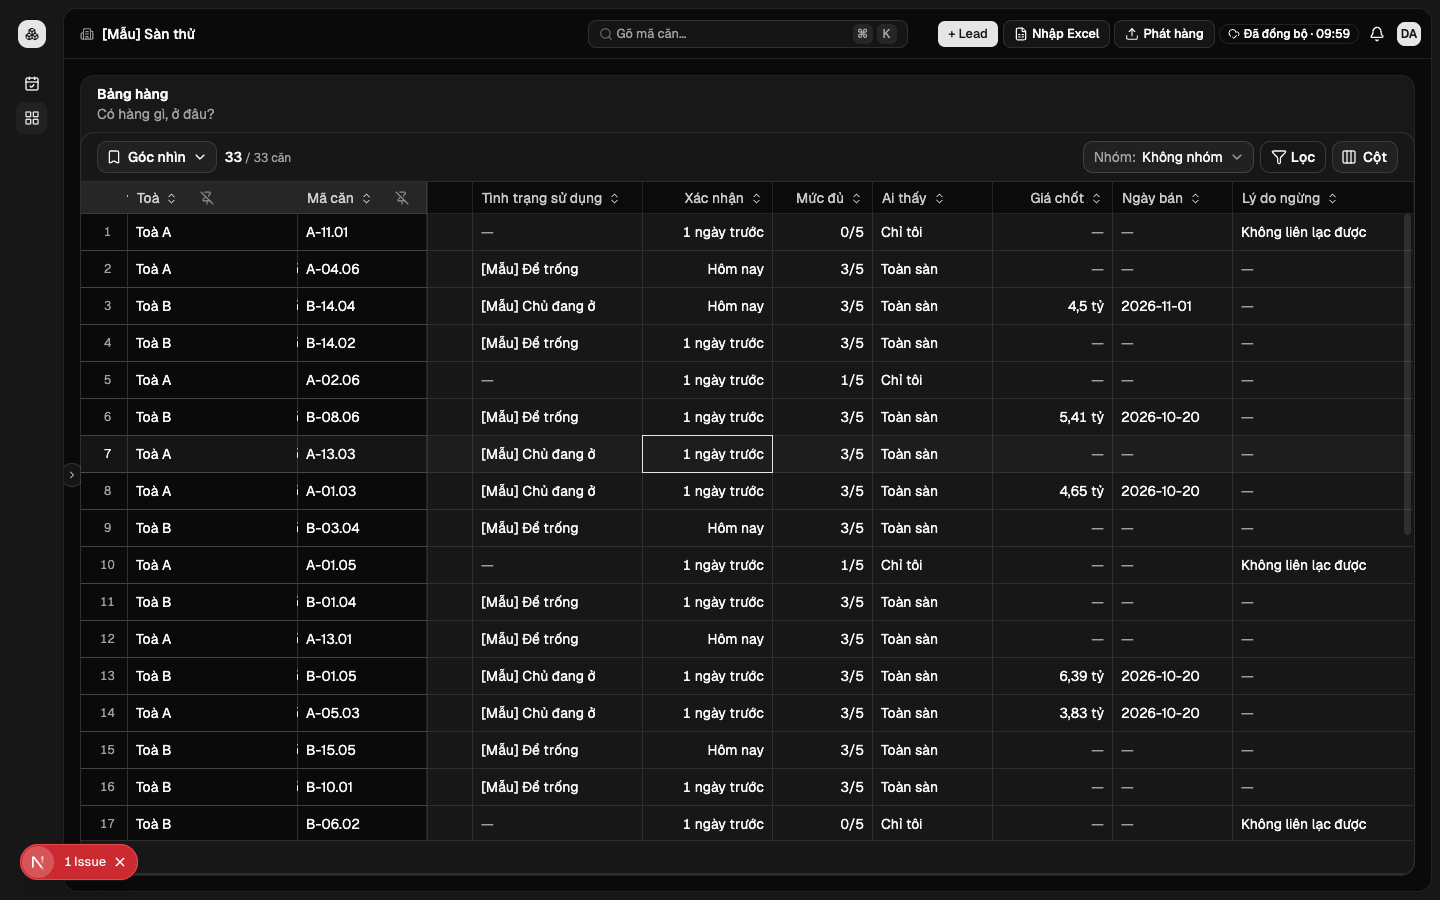 [Mẫu] Sàn thử
Gõ mã căn...
⌘ K
+ Lead
Nhập Excel
Phát hàng
Đã đồng bộ · 09:59
DA
Bảng hàng
Có hàng gì, ở đâu?
Góc nhìn
33 / 33 căn
Nhóm: Không nhóm
Lọc
Cột
Toà Mã căn Tình trạng sử dụng Xác nhận Mức đủ Ai thấy Giá chốt Ngày bán Lý do ngừng
1 Toà A A-11.01 — 1 ngày trước 0/5 Chỉ tôi — — Không liên lạc được
2 Toà A A-04.06 [Mẫu] Để trống Hôm nay 3/5 Toàn sàn — — —
3 Toà B B-14.04 [Mẫu] Chủ đang ở Hôm nay 3/5 Toàn sàn 4,5 tỷ 2026-11-01 —
4 Toà B B-14.02 [Mẫu] Để trống 1 ngày trước 3/5 Toàn sàn — — —
5 Toà A A-02.06 — 1 ngày trước 1/5 Chỉ tôi — — —
6 Toà B B-08.06 [Mẫu] Để trống 1 ngày trước 3/5 Toàn sàn 5,41 tỷ 2026-10-20 —
7 Toà A A-13.03 [Mẫu] Chủ đang ở 1 ngày trước 3/5 Toàn sàn — — —
8 Toà A A-01.03 [Mẫu] Chủ đang ở 1 ngày trước 3/5 Toàn sàn 4,65 tỷ 2026-10-20 —
9 Toà B B-03.04 [Mẫu] Để trống Hôm nay 3/5 Toàn sàn — — —
10 Toà A A-01.05 — 1 ngày trước 1/5 Chỉ tôi — — Không liên lạc được
11 Toà B B-01.04 [Mẫu] Để trống 1 ngày trước 3/5 Toàn sàn — — —
12 Toà A A-13.01 [Mẫu] Để trống Hôm nay 3/5 Toàn sàn — — —
13 Toà B B-01.05 [Mẫu] Chủ đang ở 1 ngày trước 3/5 Toàn sàn 6,39 tỷ 2026-10-20 —
14 Toà A A-05.03 [Mẫu] Chủ đang ở 1 ngày trước 3/5 Toàn sàn 3,83 tỷ 2026-10-20 —
15 Toà B B-15.05 [Mẫu] Để trống Hôm nay 3/5 Toàn sàn — — —
16 Toà B B-10.01 [Mẫu] Để trống 1 ngày trước 3/5 Toàn sàn — — —
17 Toà B B-06.02 — 1 ngày trước 0/5 Chỉ tôi — — Không liên lạc được
N 1 Issue